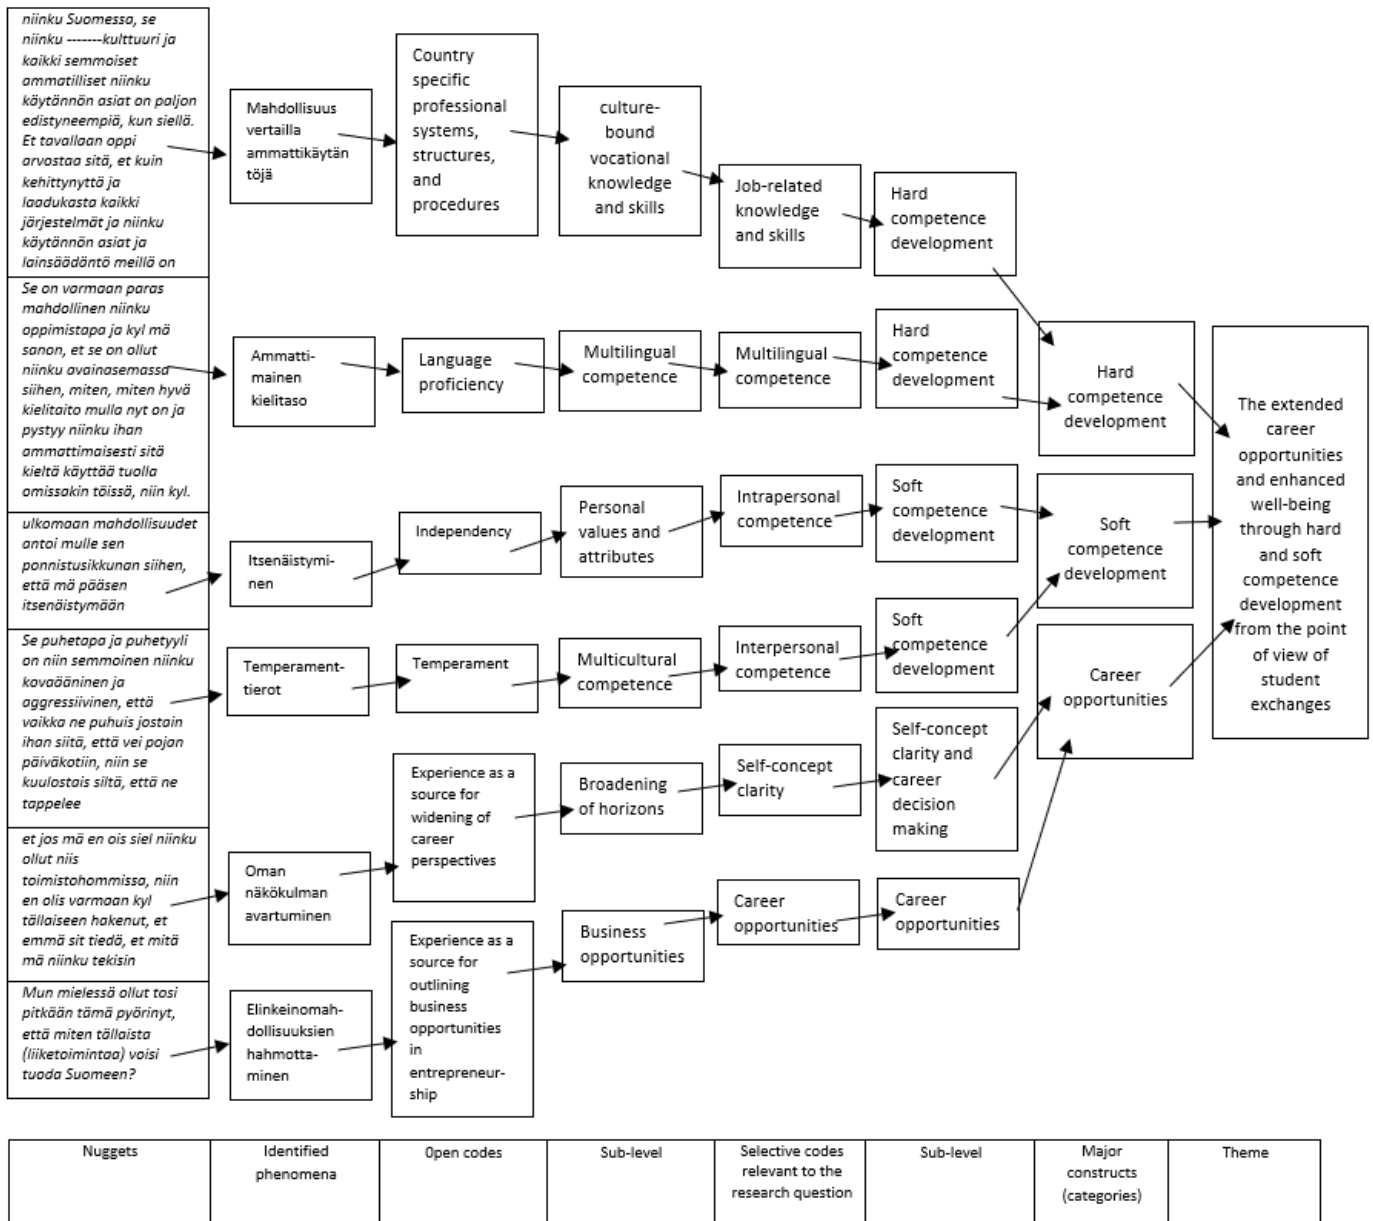 niinku Suomessa, se
niinku -------kulttuuri ja
kaikki semmoiset
ammatilliset niinku
käytännön asiat on paljon
edistyneempiä, kun siellä.
Et tavallaan oppi
arvostaa sitä, et kuin
kehittynyttä ja
laadukasta kaikki
järjestelmät ja niinku
käytännön asiat ja
lainsäädäntö meillä on
Mahdollisuus
vertailla
ammattikäytän
töjä
Country
specific
professional
systems,
structures,
and
procedures
culture-
bound
vocational
knowledge
and skills
Job-related
knowledge
and skills
Hard
competence
development
Se on varmaan paras
mahdollinen niinku
oppimistapa ja kyl mä
sanon, et se on ollut
niinku avainasemassa
siihen, miten, miten hyvä
kielitaito mulla nyt on ja
pystyy niinku ihan
ammattimaisesti sitä
kieltä käyttää tuolla
omissakin töissä, niin kyl.
Ammatti-
mainen
kielitaso
Language
proficiency
Multilingual
competence
Multilingual
competence
Hard
competence
development
Hard
competence
development
ulkomaan mahdollisuudet
antoi mulle sen
ponnistusikkunan siihen,
että mä pääsen
itsenäistymään
Itsenäistymi-
nen
Independency
Personal
values and
attributes
Intrapersonal
competence
Soft
competence
development
Soft
competence
development
Se puhetapa ja puhetyyli
on niin semmoinen niinku
kovaääninen ja
aggressiivinen, että
vaikka ne puhuis jostain
ihan siitä, että vei pojan
päiväkotiin, niin se
kuulostais siltä, että ne
tappelee
Temperament-
tierot
Temperament
Multicultural
competence
Interpersonal
competence
Soft
competence
development
et jos mä en ois siel niinku
ollut niis
toimistohommissa, niin
en olis varmaan kyl
tällaiseen hakenut, et
emmä sit tiedä, et mitä
mä niinku tekisin
Oman
näkökulman
avartuminen
Experience as a
source for
widening of
career
perspectives
Broadening
of horizons
Self-concept
clarity
Self-concept
clarity and
career
decision
making
Career
opportunities
Mun mielessä ollut tosi
pitkään tämä pyörinyt,
että miten tällaista
(liiketoimintaa) voisi
tuoda Suomeen?
Elinkeinomah-
dollisuuksien
hahmotta-
minen
Experience as a
source for
outlining
business
opportunities
in
entrepreneur-
ship
Business
opportunities
Career
opportunities
Career
opportunities
The extended
career
opportunities
and enhanced
well-being
through hard
and soft
competence
development
from the point
of view of
student
exchanges
Nuggets
Identified
phenomena
Open codes
Sub-level
Selective codes
relevant to the
research question
Sub-level
Major
constructs
(categories)
Theme